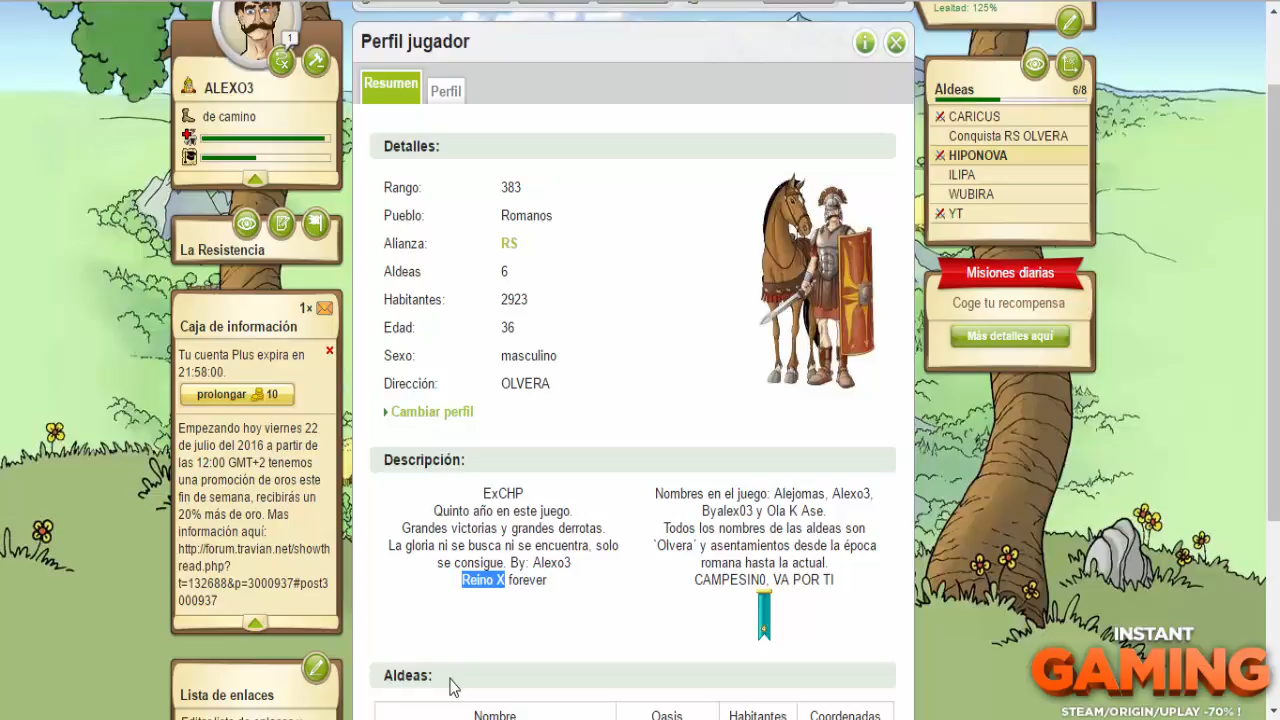 Lealtad: 125%
Perfil jugador
1
ALEXO3
de camino
Resumen
Perfil
Aldeas 6/8
CARICUS
Conquista RS OLVERA
HIPONOVA
ILIPA
WUBIRA
YT
Detalles:
Rango: 383
Pueblo: Romanos
Alianza: RS
Aldeas 6
Habitantes: 2923
Edad: 36
Sexo: masculino
Dirección: OLVERA
Cambiar perfil
La Resistencia
Misiones diarias
Coge tu recompensa
Más detalles aquí
1×
Caja de información
Tu cuenta Plus expira en
21:58:00.
prolongar 10
Empezando hoy viernes 22
de julio del 2016 a partir de
las 12:00 GMT+2 tenemos
una promoción de oros este
fin de semana, recibirás un
20% más de oro. Mas
información aquí:
http://forum.travian.net/showth
read.php?
t=132688&p=3000937#post3
000937
Descripción:
ExCHP
Quinto año en este juego.
Grandes victorias y grandes derrotas.
La gloria ni se busca ni se encuentra, solo
se consigue. By: Alexo3
Reino X forever
Nombres en el juego: Alejomas, Alexo3,
Byalex03 y Ola K Ase.
Todos los nombres de las aldeas son
`Olvera´ y asentamientos desde la época
romana hasta la actual.
CAMPESIN0, VA POR TI
Aldeas:
Nombre Oasis Habitantes Coordenadas
Lista de enlaces
INSTANT
GAMING
STEAM/ORIGIN/UPLAY -70% !